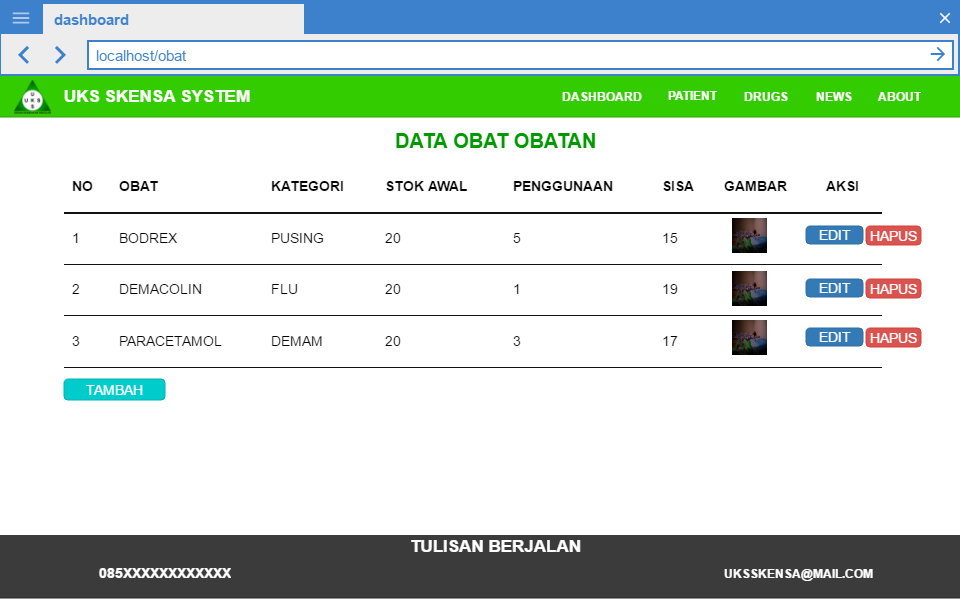 dashboard
localhost/obat
UKS SKENSA SYSTEM DASHBOARD PATIENT DRUGS NEWS ABOUT
DATA OBAT OBATAN
NO OBAT KATEGORI STOK AWAL PENGGUNAAN SISA GAMBAR AKSI
1 BODREX PUSING 20 5 15 EDIT HAPUS
2 DEMACOLIN FLU 20 1 19 EDIT HAPUS
3 PARACETAMOL DEMAM 20 3 17 EDIT HAPUS
TAMBAH
TULISAN BERJALAN
085XXXXXXXXXXXX UKSSKENSA@MAIL.COM